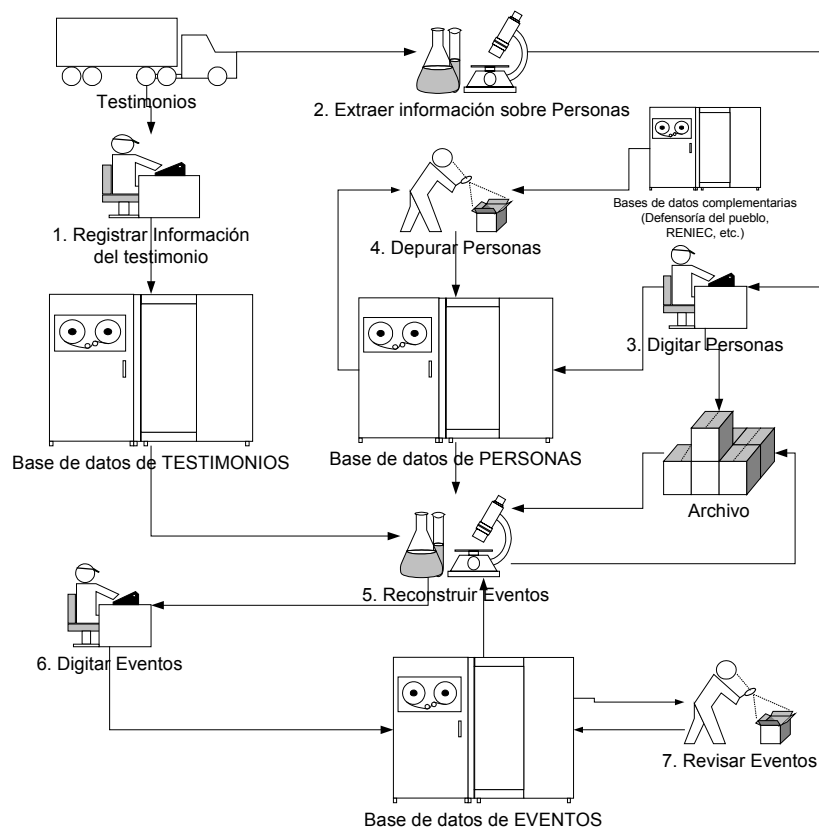 Testimonios
2. Extraer información sobre Personas
1. Registrar Información
del testimonio
4. Depurar Personas
Bases de datos complementarias
(Defensoría del pueblo,
RENIEC, etc.)
3. Digitar Personas
Base de datos de TESTIMONIOS
Base de datos de PERSONAS
Archivo
5. Reconstruir Eventos
6. Digitar Eventos
7. Revisar Eventos
Base de datos de EVENTOS